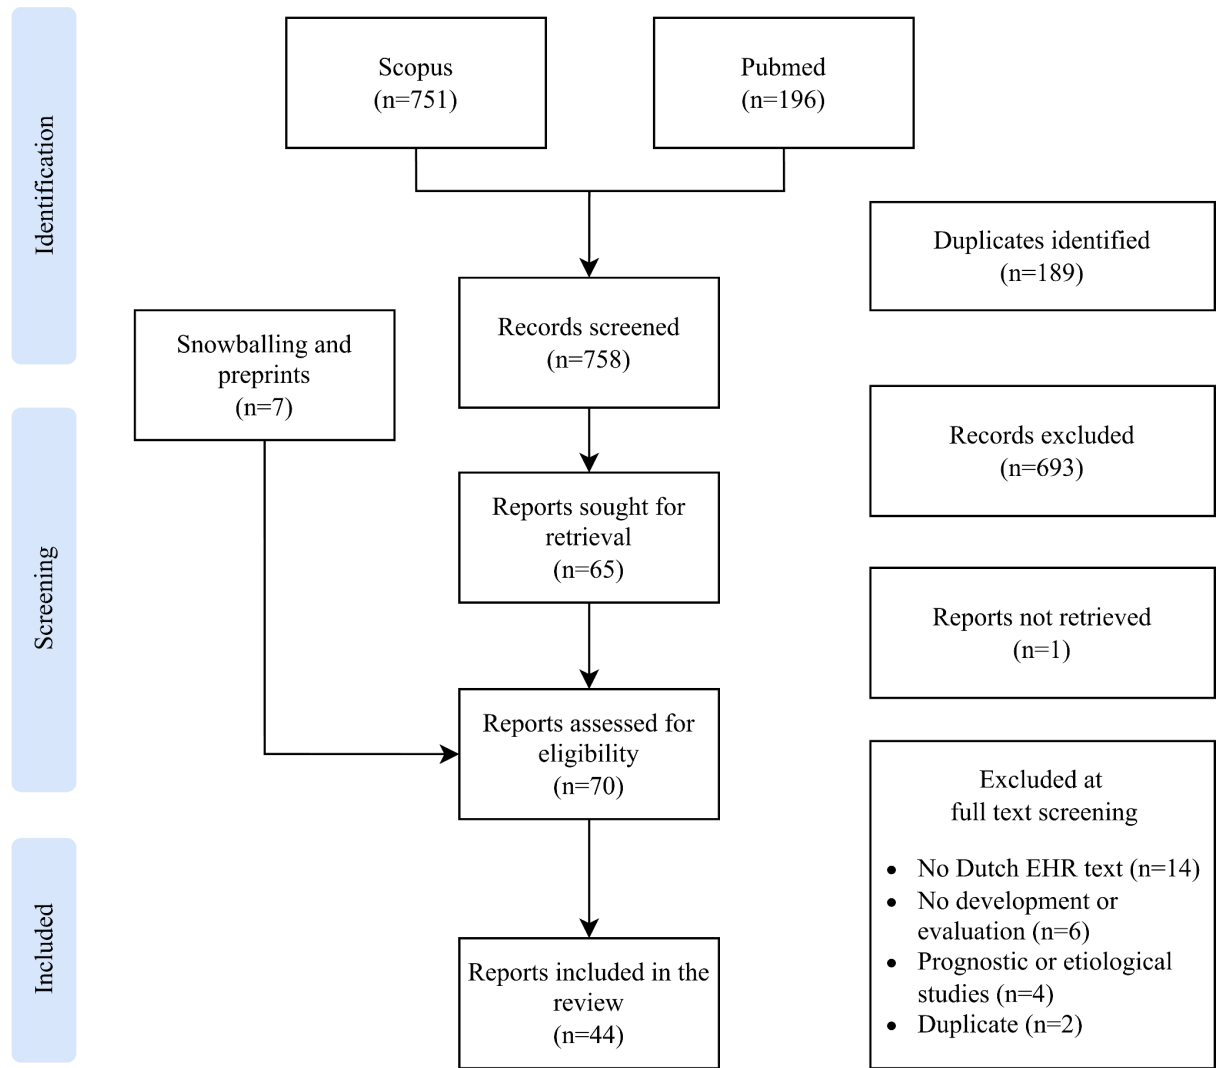 Identification
Scopus
(n=751)
Pubmed
(n=196)
Duplicates identified
(n=189)
Records screened
(n=758)
Snowballing and
preprints
(n=7)
Screening
Records excluded
(n=693)
Reports sought for
retrieval
(n=65)
Reports not retrieved
(n=1)
Reports assessed for
eligibility
(n=70)
Excluded at
full text screening
• No Dutch EHR text (n=14)
• No development or
evaluation (n=6)
• Prognostic or etiological
studies (n=4)
• Duplicate (n=2)
Included
Reports included in the
review
(n=44)